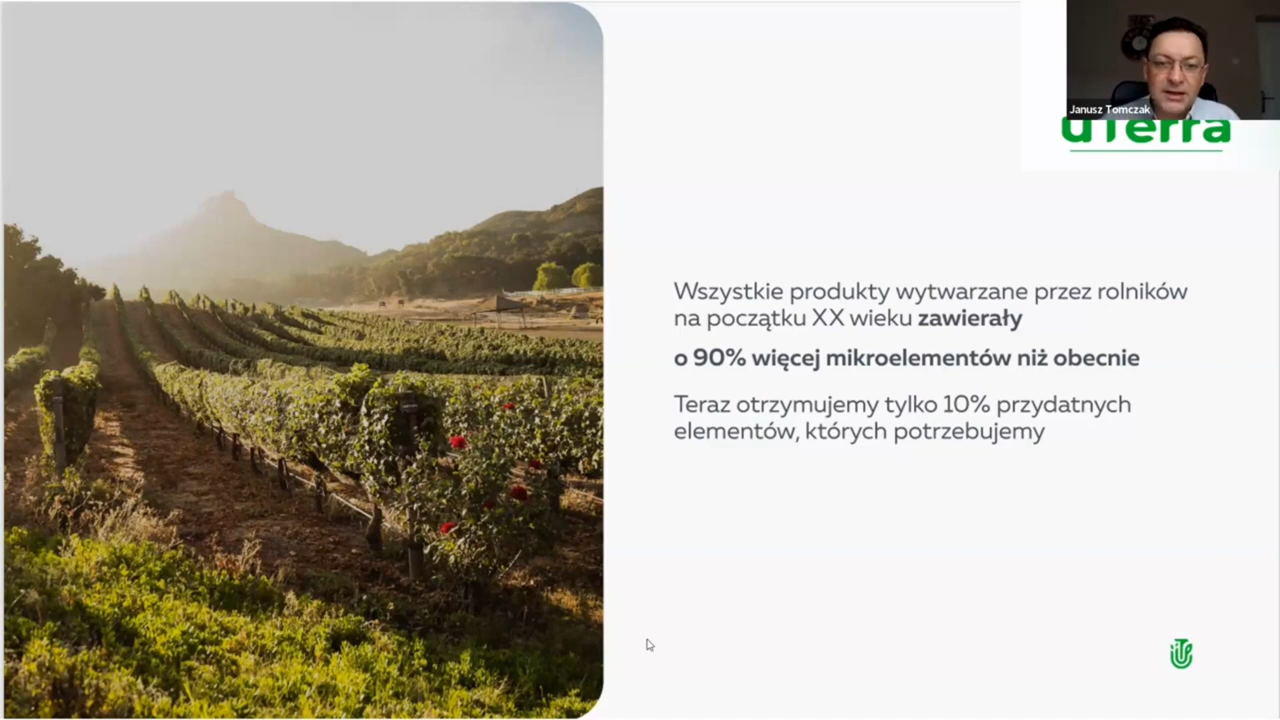 Janusz Tomczak
uTerra
Wszystkie produkty wytwarzane przez rolników
na początku XX wieku zawierały
o 90% więcej mikroelementów niż obecnie
Teraz otrzymujemy tylko 10% przydatnych
elementów, których potrzebujemy